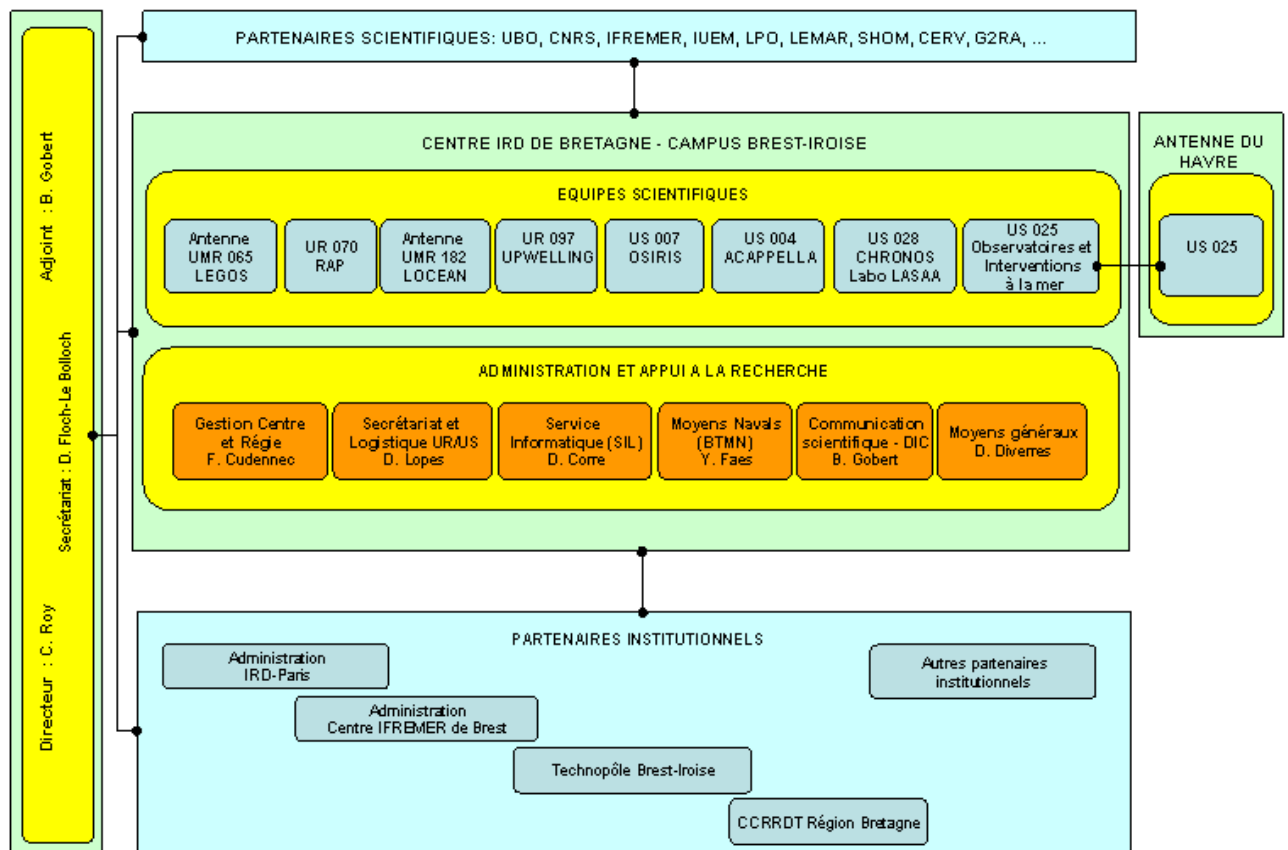 PARTENAIRES SCIENTIFIQUES: UBO, CNRS, IFREMER, IUEM, LPO, LEMAR, SHOM, CERV, G2RA, ...
Adjoint : B. Gobert
Secrétariat : D. Floch-Le Bolloch
Directeur : C. Roy
CENTRE IRD DE BRETAGNE - CAMPUS BREST-IROISE
EQUIPES SCIENTIFIQUES
Antenne
UMR 065
LEGOS
UR 070
RAP
Antenne
UMR 182
LOCEAN
UR 097
UPWELLING
US 007
OSIRIS
US 004
ACAPPELLA
US 028
CHRONOS
Labo LASAA
US 025
Observatoires et
Interventions
à la mer
ANTENNE DU
HAVRE
US 025
ADMINISTRATION ET APPUI A LA RECHERCHE
Gestion Centre
et Régie
F. Cudennec
Secrétariat et
Logistique UR/US
D. Lopes
Service
Informatique (SIL)
D. Corre
Moyens Navals
(BTMN)
Y. Faes
Communication
scientifique - DIC
B. Gobert
Moyens généraux
D. Diverres
PARTENAIRES INSTITUTIONNELS
Administration
IRD-Paris
Administration
Centre IFREMER de Brest
Technopôle Brest-Iroise
CCRRDT Région Bretagne
Autres partenaires
institutionnels